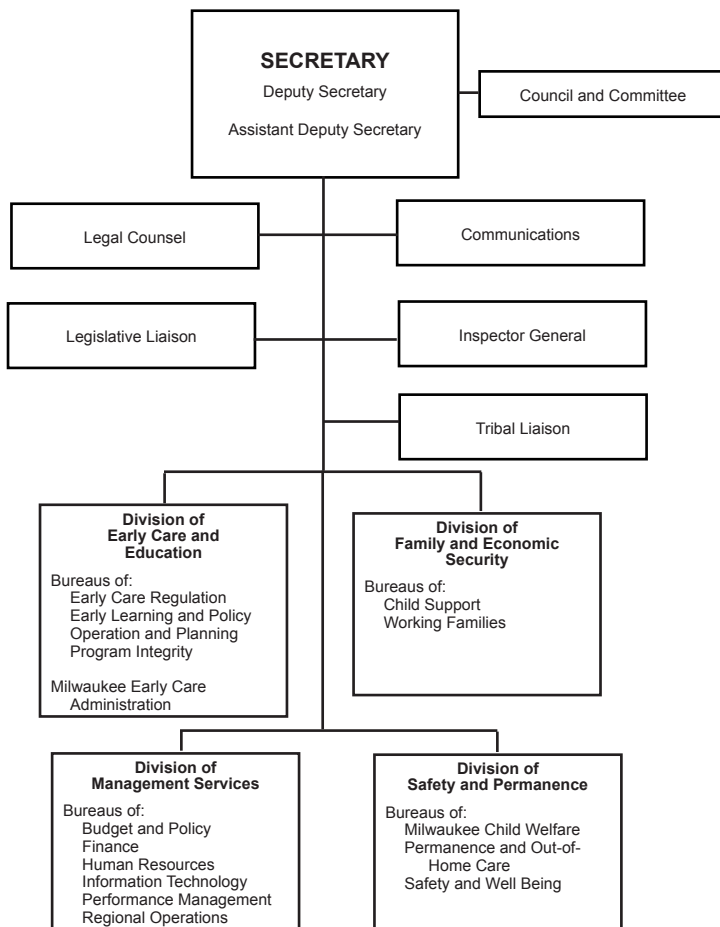 SECRETARY
Deputy Secretary
Assistant Deputy Secretary
Council and Committee
Legal Counsel
Communications
Legislative Liaison
Inspector General
Tribal Liaison
Division of
Early Care and
Education
Bureaus of:
Early Care Regulation
Early Learning and Policy
Operation and Planning
Program Integrity
Milwaukee Early Care
Administration
Division of
Family and Economic
Security
Bureaus of:
Child Support
Working Families
Division of
Management Services
Bureaus of:
Budget and Policy
Finance
Human Resources
Information Technology
Performance Management
Regional Operations
Division of
Safety and Permanence
Bureaus of:
Milwaukee Child Welfare
Permanence and Out-of-
Home Care
Safety and Well Being